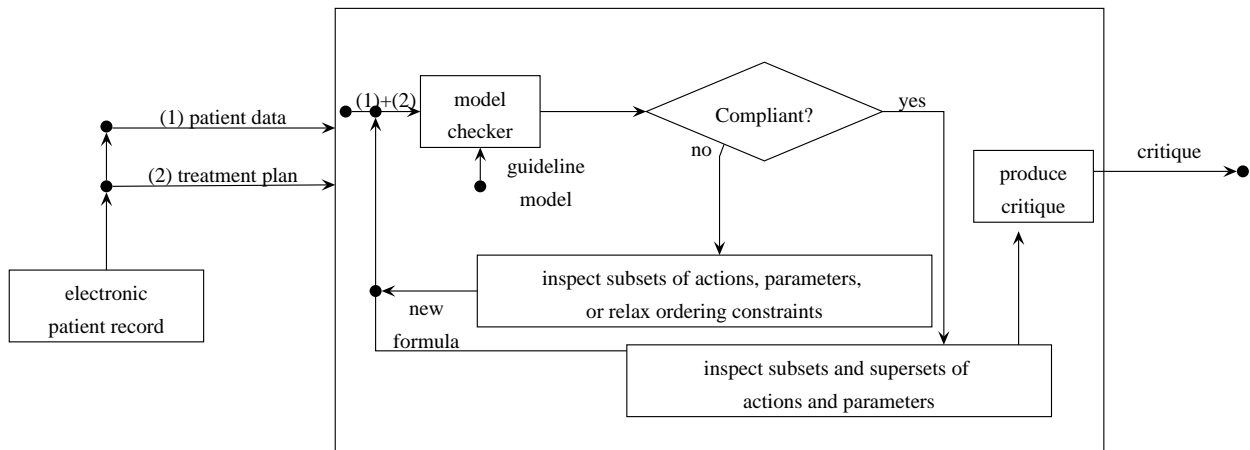 (1) patient data
(2) treatment plan
electronic
patient record
(1)+(2)
model
checker
guideline
model
Compliant?
yes
no
inspect subsets of actions, parameters,
or relax ordering constraints
new
formula
inspect subsets and supersets of
actions and parameters
produce
critique
critique